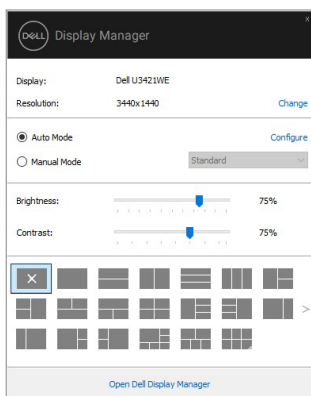 x
DELL Display Manager
Display: Dell U3421WE
Resolution: 3440x1440 Change
Auto Mode Configure
Manual Mode Standard
Brightness: 75%
Contrast: 75%
Open Dell Display Manager